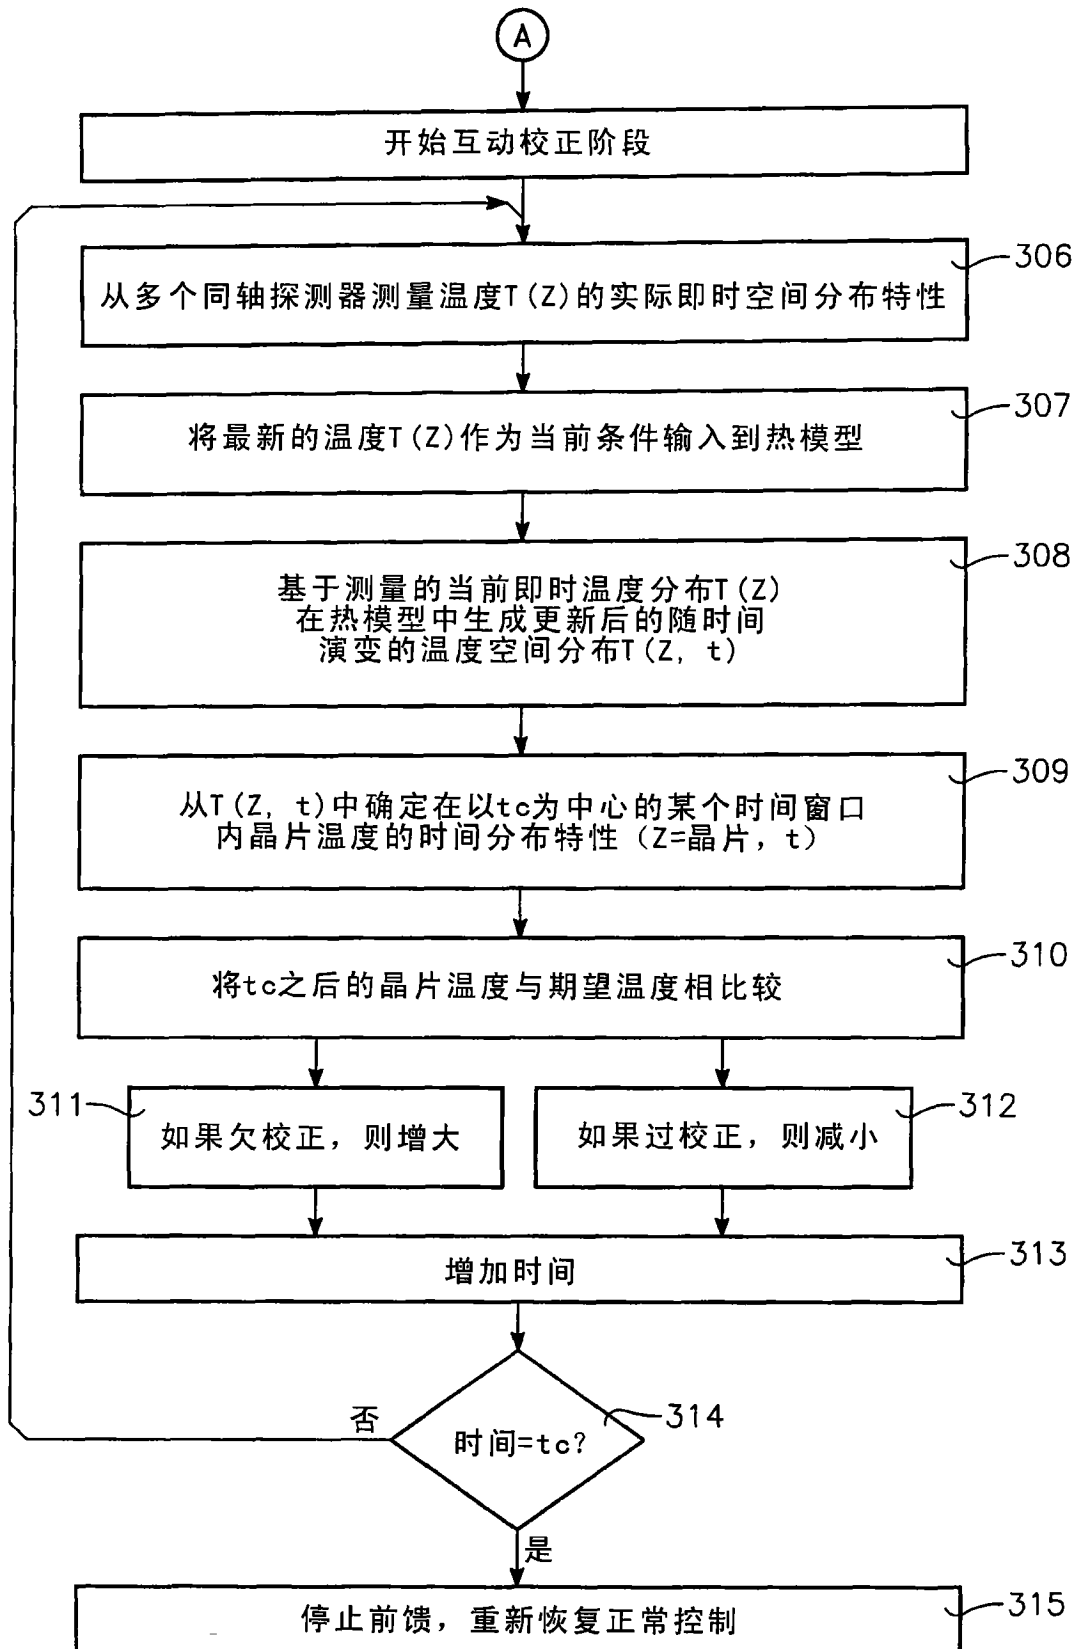 A
开始互动校正阶段
306
从多个同轴探测器测量温度T(Z)的实际即时空间分布特性
307
将最新的温度T(Z)作为当前条件输入到热模型
308
基于测量的当前即时温度分布T(Z)
在热模型中生成更新后的随时间
演变的温度空间分布T(Z, t)
309
从T(Z, t)中确定在以tc为中心的某个时间窗口
内晶片温度的时间分布特性 (Z=晶片, t)
310
将tc之后的晶片温度与期望温度相比较
311
如果欠校正，则增大
312
如果过校正，则减小
313
增加时间
314
时间=tc?
否
是
315
停止前馈，重新恢复正常控制